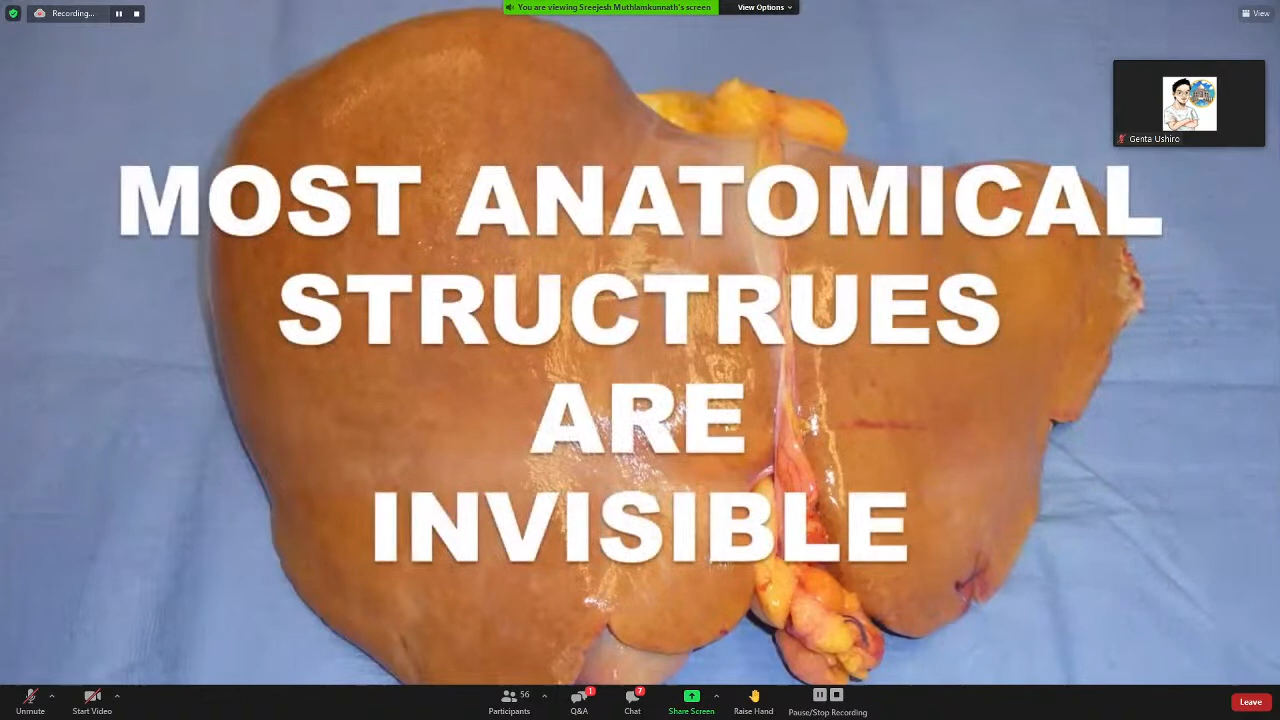 Recording...
You are viewing Sreejesh Muthlamkunnath's screen
View Options
View
Genta Ushiro
MOST ANATOMICAL
STRUCTRUES
ARE
INVISIBLE
Unmute
Start Video
56
Participants
1
Q&A
7
Chat
Share Screen
Raise Hand
Pause/Stop Recording
Leave